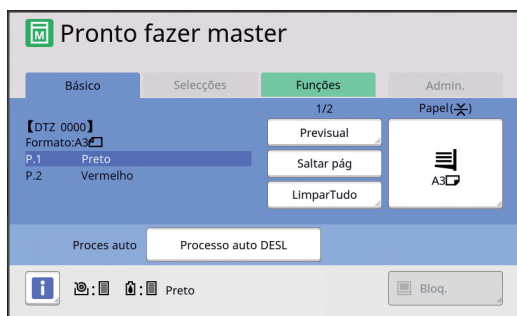 Pronto fazer master
Básico
Selecções
Funções
Admin.
1/2
Papel
【DTZ 0000】
Formato:A3
P.1 Preto
P.2 Vermelho
Previsual
Saltar pág
LimparTudo
A3
Proces auto
Processo auto DESL
Preto
Bloq.